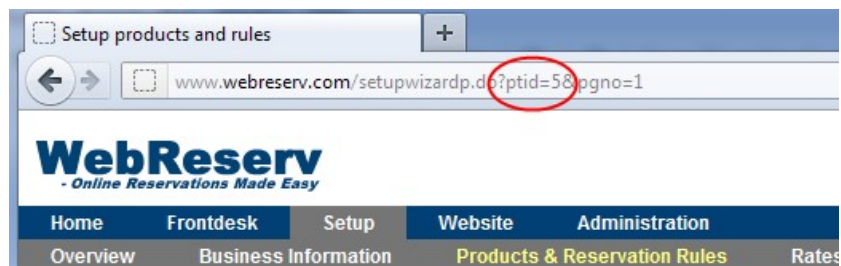 Setup products and rules +
www.webreserv.com/setupwizardp.do?ptid=5&pgno=1
WebReserv
- Online Reservations Made Easy
Home Frontdesk Setup Website Administration
Overview Business Information Products & Reservation Rules Rates